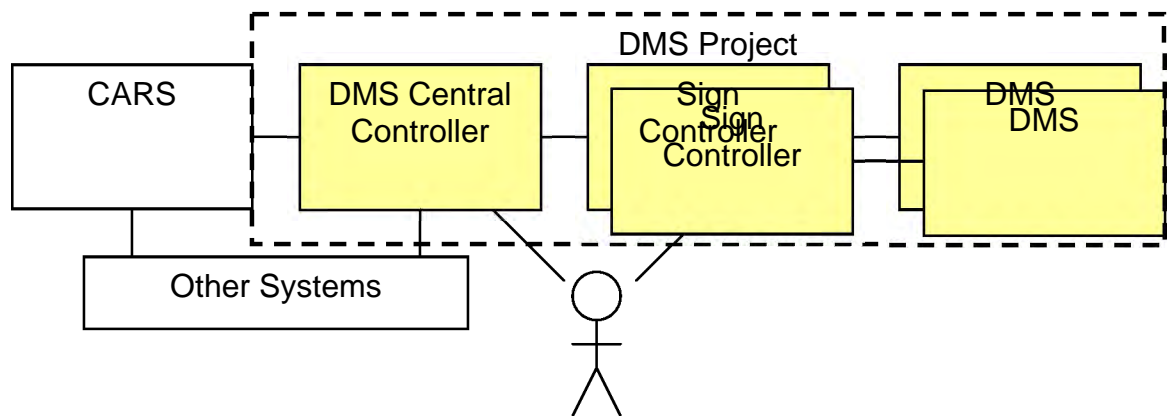 DMS Project
CARS
DMS Central
Controller
Sign
Controller
Sign
Controller
DMS
DMS
Other Systems